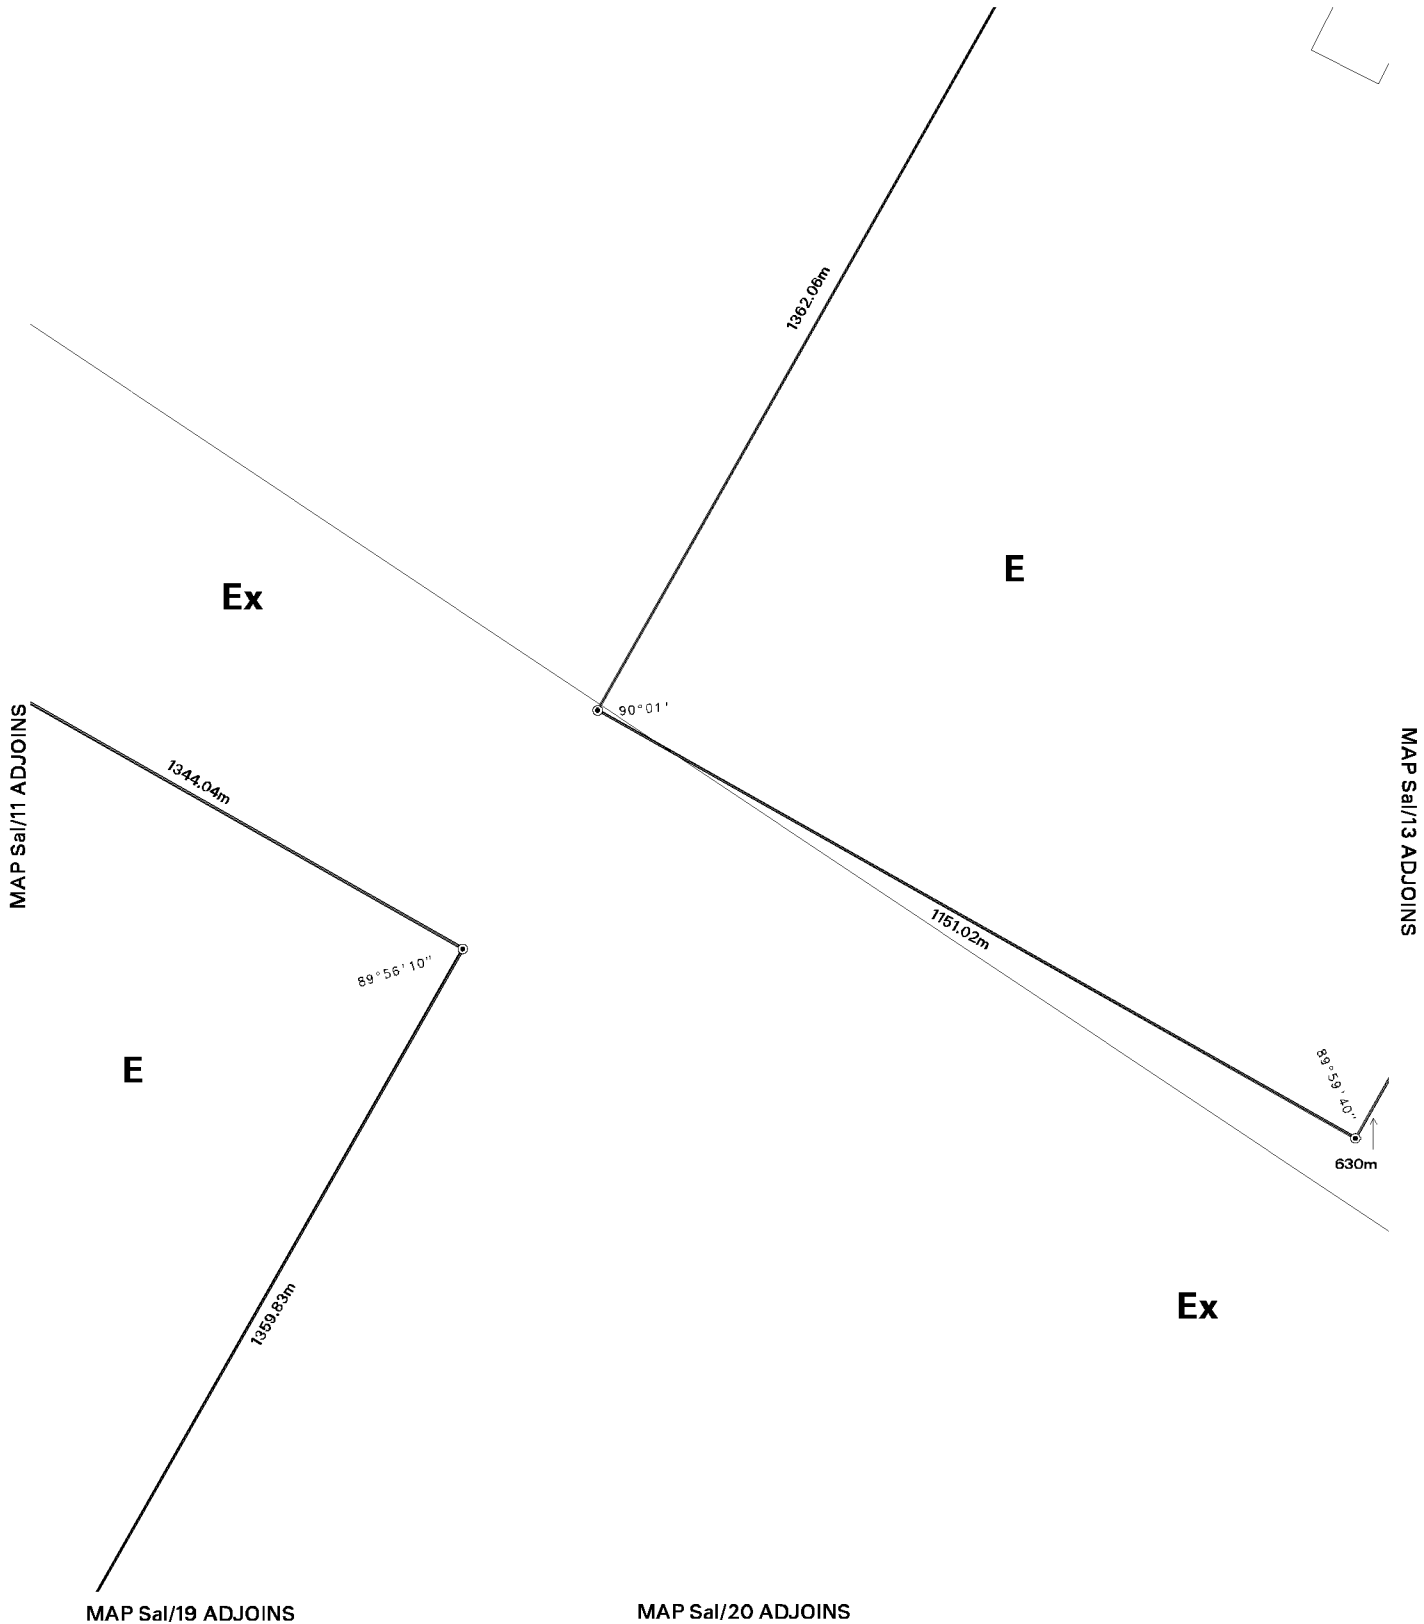 1362.06m
E
Ex
90°01'
MAP Sal/11 ADJOINS
MAP Sal/13 ADJOINS
1344.04m
1151.02m
89°56'10"
E
89°59'40"
630m
Ex
1359.83m
MAP Sal/19 ADJOINS
MAP Sal/20 ADJOINS